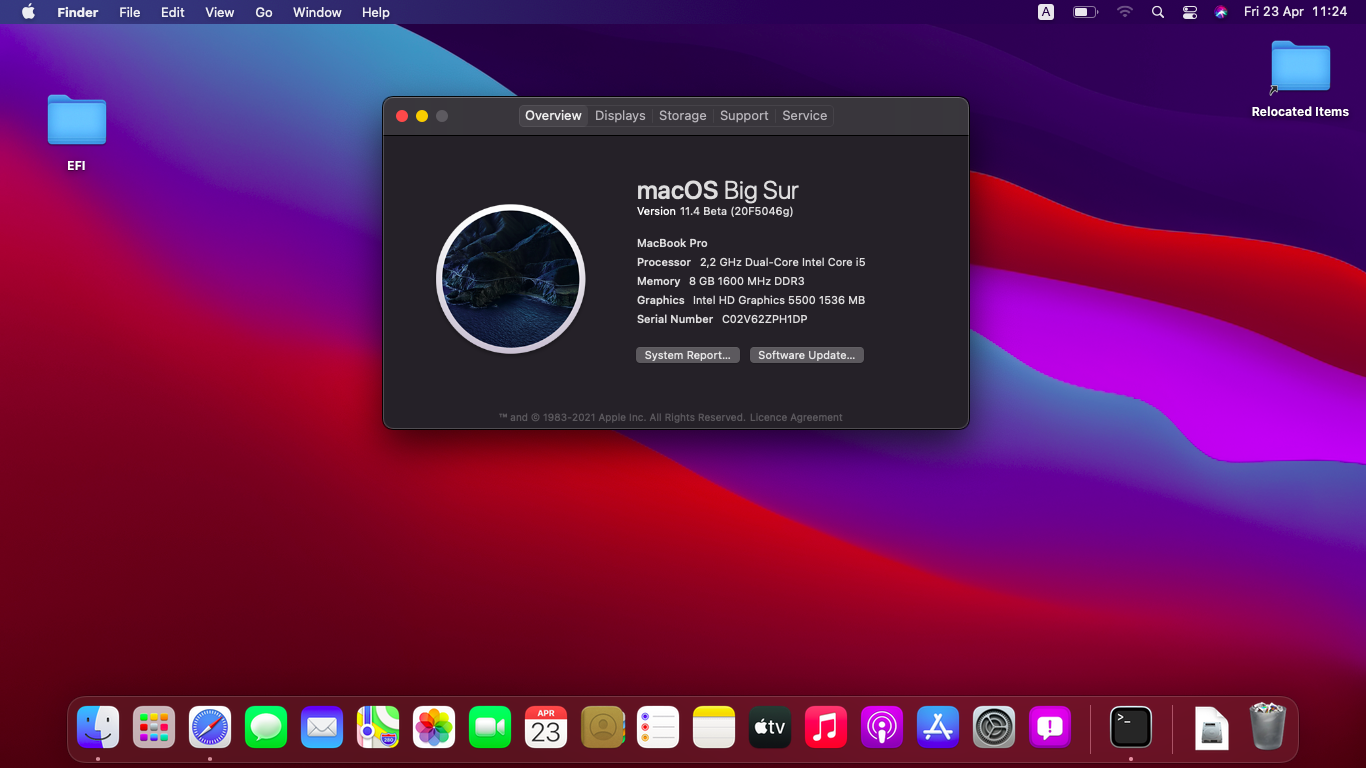 Finder File Edit View Go Window Help A Fri 23 Apr 11:24
EFI
Relocated Items
Overview Displays Storage Support Service
macOS Big Sur
Version 11.4 Beta (20F5046g)
MacBook Pro
Processor 2,2 GHz Dual-Core Intel Core i5
Memory 8 GB 1600 MHz DDR3
Graphics Intel HD Graphics 5500 1536 MB
Serial Number C02V62ZPH1DP
System Report... Software Update...
™ and © 1983-2021 Apple Inc. All Rights Reserved. Licence Agreement
280 APR tv >_
23